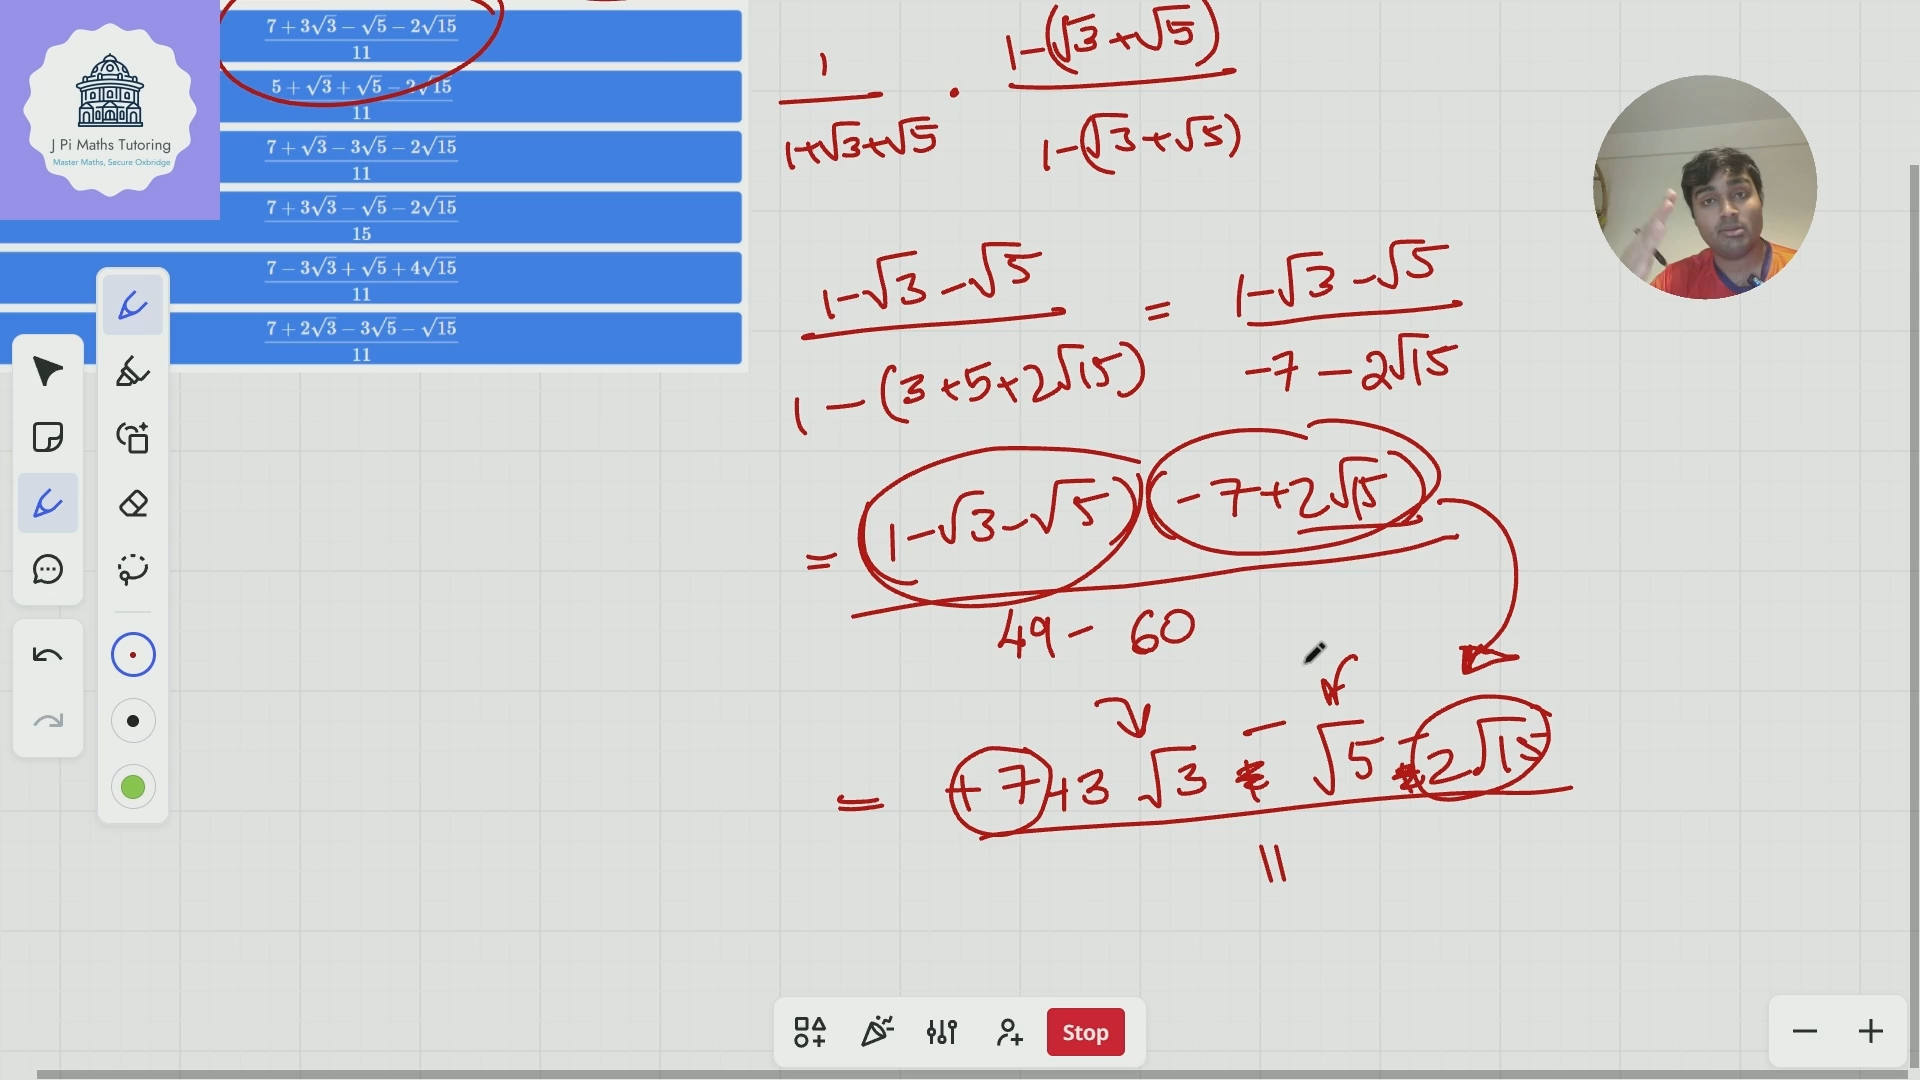 7 + 3√3 − √5 − 2√15
11
5 + √3 + √5 − 2√15
11
7 + √3 − 3√5 − 2√15
11
7 + 3√3 − √5 − 2√15
15
7 − 3√3 + √5 + 4√15
11
7 + 2√3 − 3√5 − √15
11
J Pi Maths Tutoring
Master Maths, Secure Oxbridge
1 · 1−(√3+√5)
1+√3+√5 1−(√3+√5)
1−√3−√5 = 1−√3−√5
1−(3+5+2√15) −7−2√15
= (1−√3−√5)(−7+2√15)
49−60
= +7+3√3 − √5 − 2√15
11
Stop